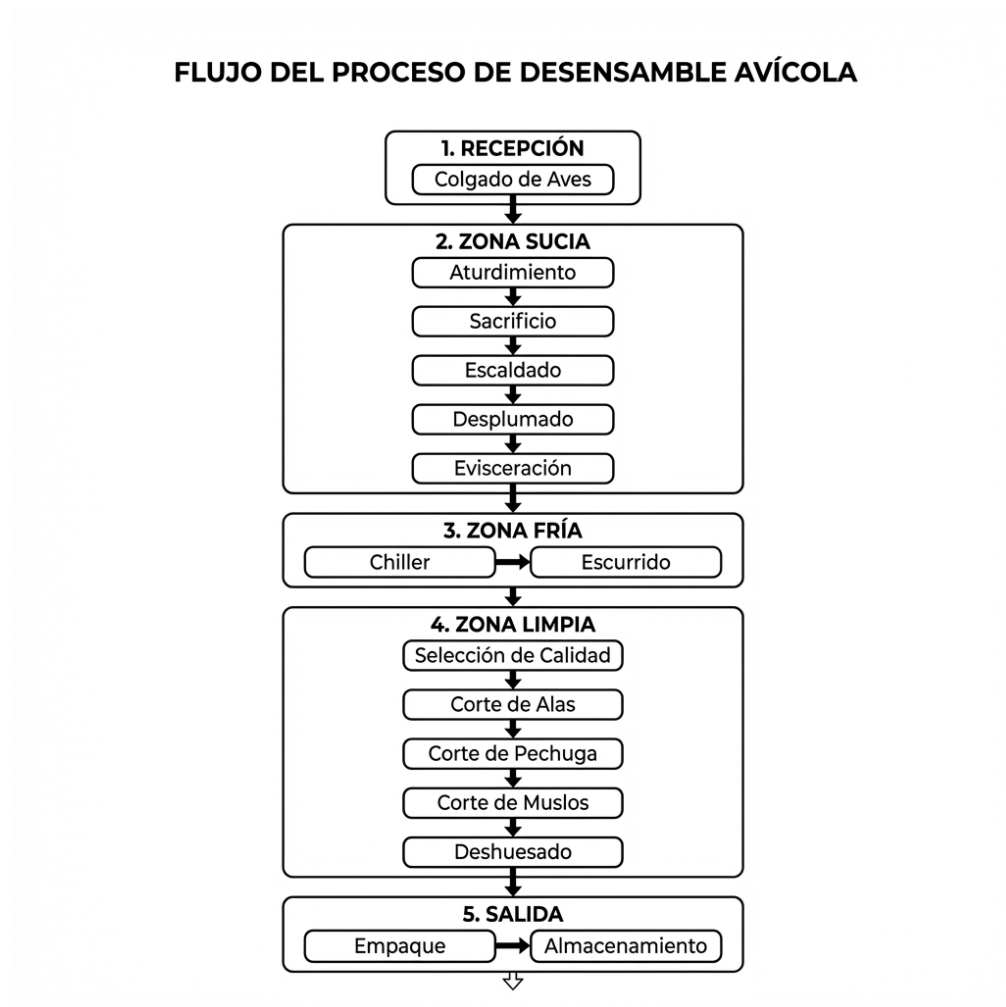 FLUJO DEL PROCESO DE DESENSAMBLE AVÍCOLA
1. RECEPCIÓN
Colgado de Aves
2. ZONA SUCIA
Aturdimiento
Sacrificio
Escaldado
Desplumado
Evisceración
3. ZONA FRÍA
Chiller
Escurrido
4. ZONA LIMPIA
Selección de Calidad
Corte de Alas
Corte de Pechuga
Corte de Muslos
Deshuesado
5. SALIDA
Empaque
Almacenamiento